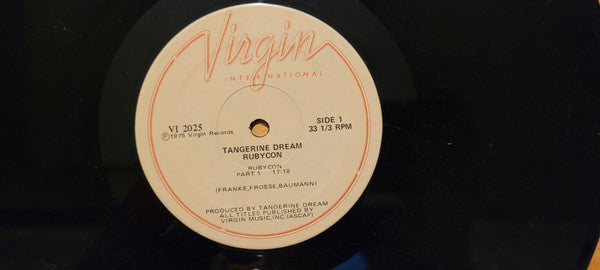 Virgin
INTERNATIONAL
VI 2025
℗1975 Virgin Records
SIDE 1
33 1/3 RPM
TANGERINE DREAM
RUBYCON
RUBYCON
PART 1 17:18
(FRANKE,FROESE,BAUMANN)
PRODUCED BY TANGERINE DREAM
ALL TITLES PUBLISHED BY
VIRGIN MUSIC,INC.(ASCAP)